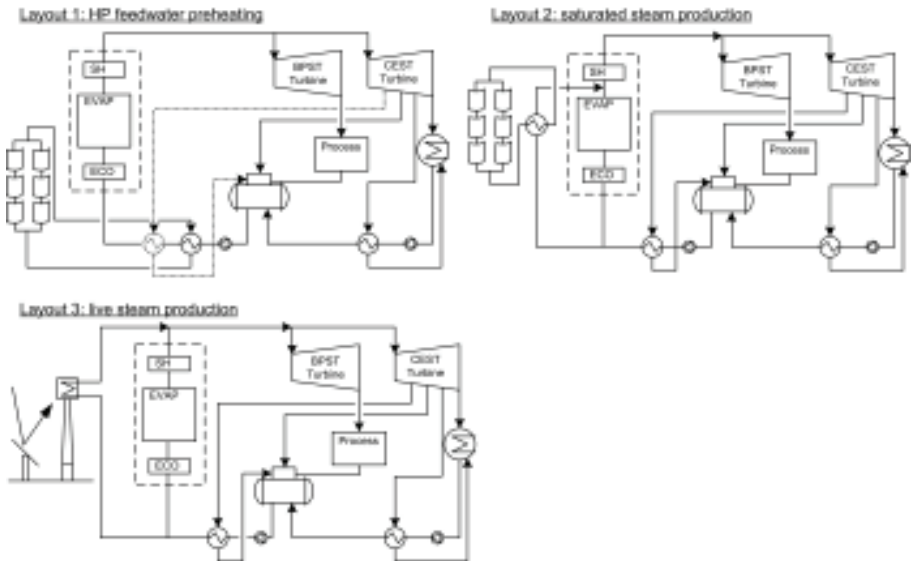 Layout 1: HP feedwater preheating
SH
EVAP
ECO
BPST
Turbine
CEST
Turbine
Process
Layout 2: saturated steam production
SH
EVAP
ECO
BPST
Turbine
CEST
Turbine
Process
Layout 3: live steam production
SH
EVAP
ECO
BPST
Turbine
CEST
Turbine
Process